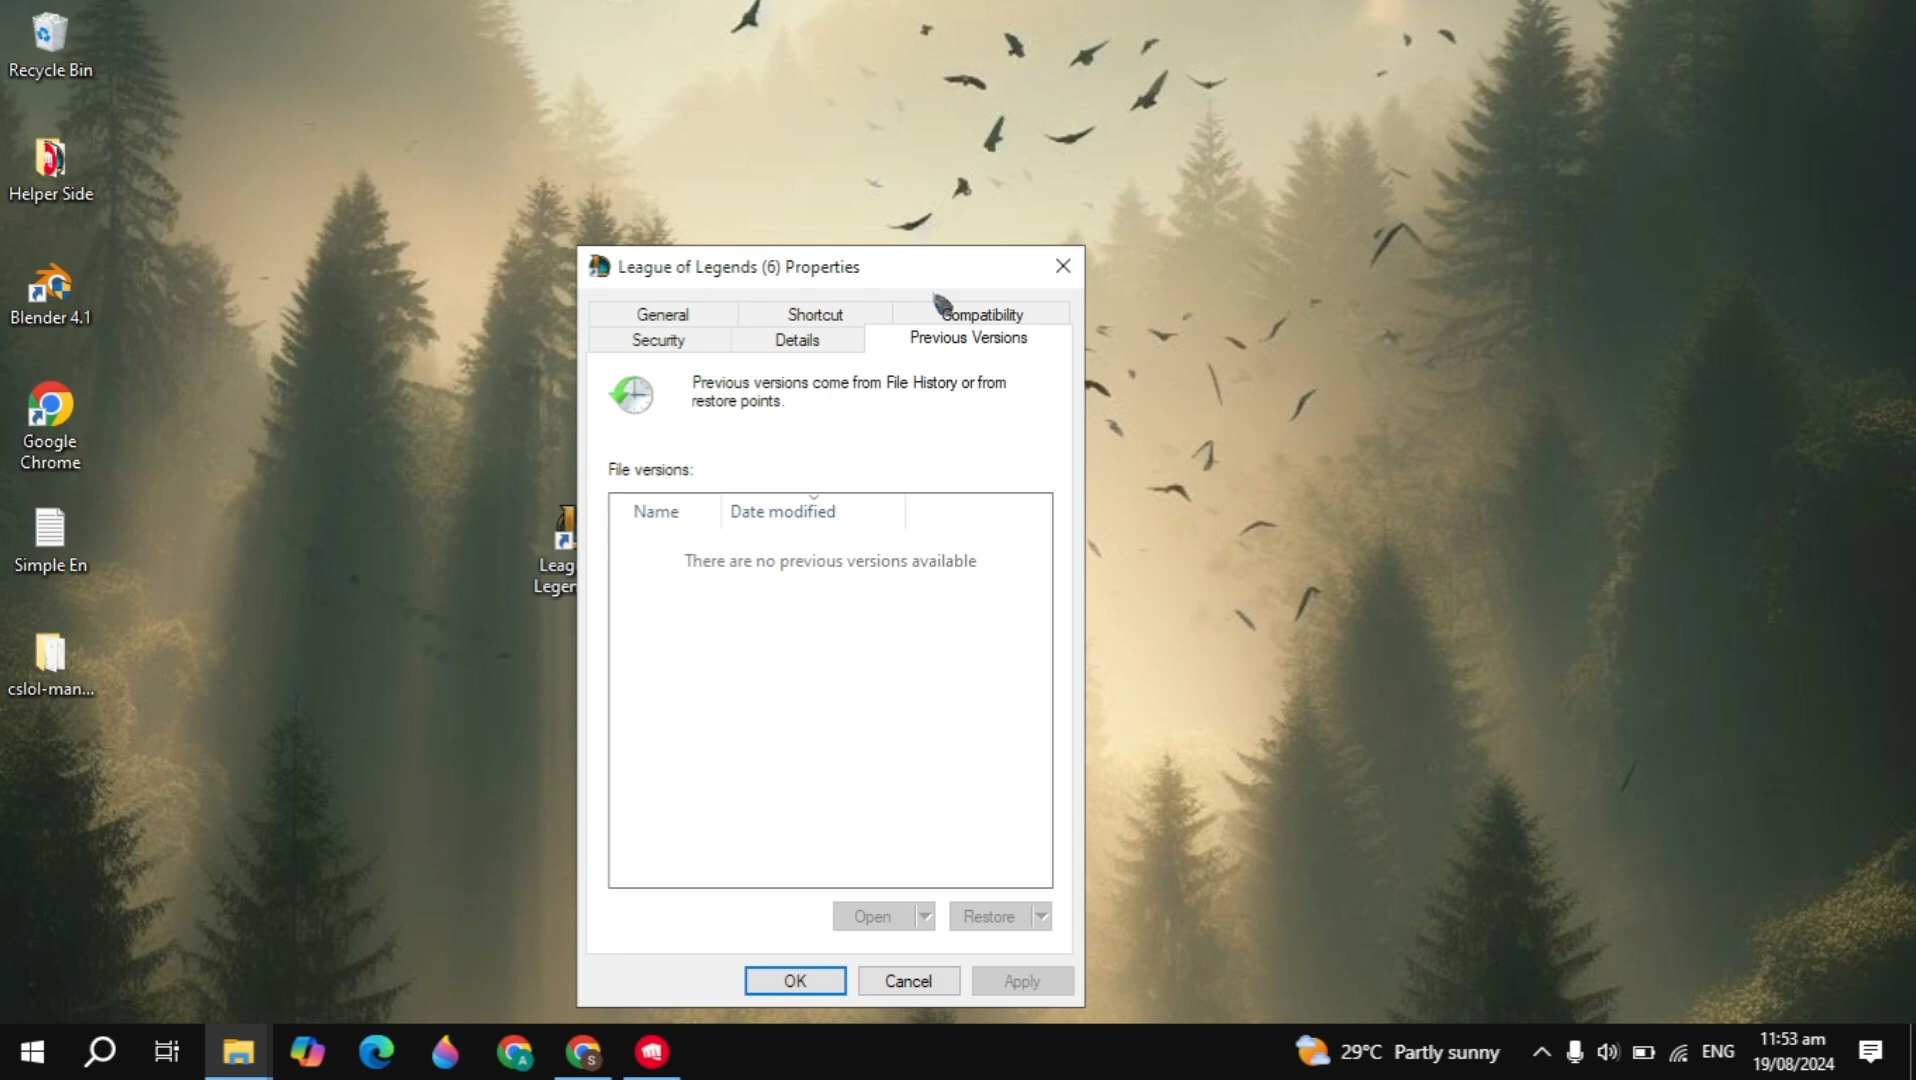 Recycle Bin
Helper Side
Blender 4.1
Google
Chrome
Simple En
cslol-man...
Leag
Legen
League of Legends (6) Properties
General
Shortcut
Compatibility
Security
Details
Previous Versions
Previous versions come from File History or from
restore points.
File versions:
Name
Date modified
There are no previous versions available
Open
Restore
OK
Cancel
Apply
A
S
29°C Partly sunny
ENG
11:53 am
19/08/2024